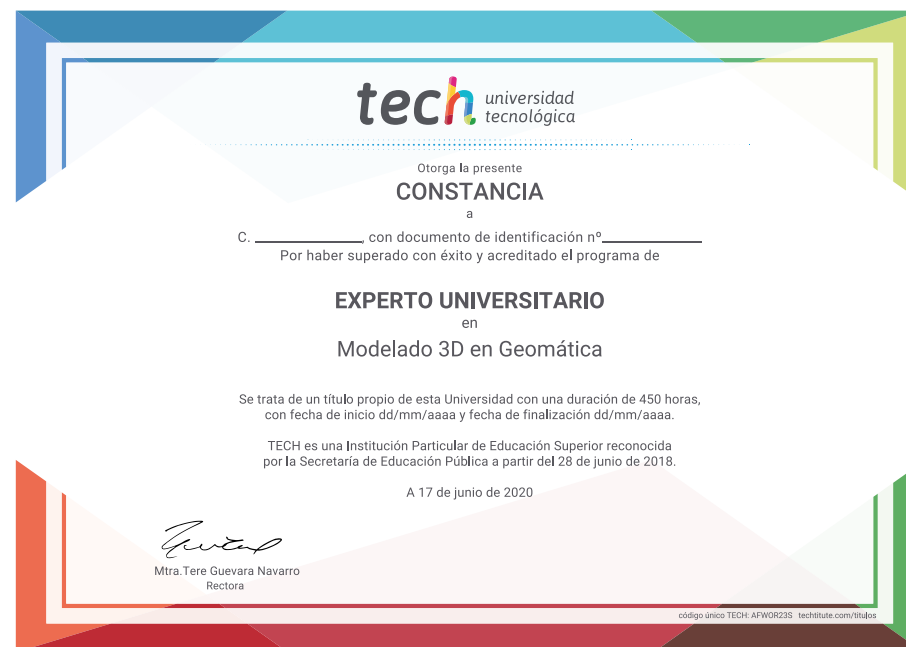 tech universidad
tecnológica
Otorga la presente
CONSTANCIA
a
C. ____________, con documento de identificación nº____________
Por haber superado con éxito y acreditado el programa de
EXPERTO UNIVERSITARIO
en
Modelado 3D en Geomática
Se trata de un título propio de esta Universidad con una duración de 450 horas,
con fecha de inicio dd/mm/aaaa y fecha de finalización dd/mm/aaaa.
TECH es una Institución Particular de Educación Superior reconocida
por la Secretaría de Educación Pública a partir del 28 de junio de 2018.
A 17 de junio de 2020
Mtra.Tere Guevara Navarro
Rectora
código único TECH: AFWOR23S techtitute.com/titulos